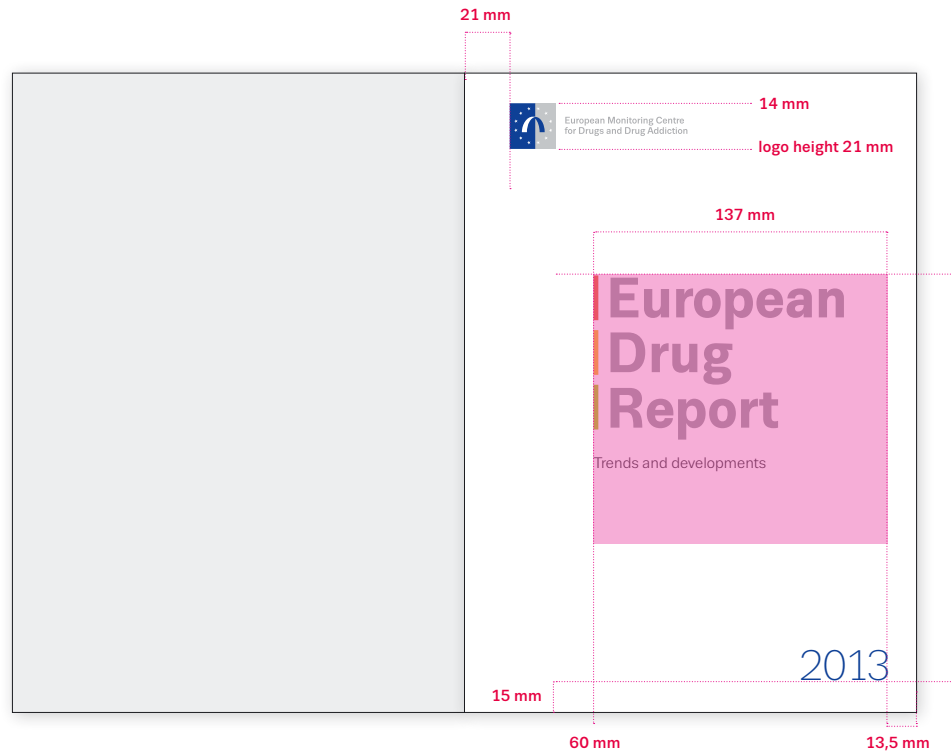 21 mm
14 mm
European Monitoring Centre
for Drugs and Drug Addiction
logo height 21 mm
137 mm
European
Drug
Report
Trends and developments
2013
15 mm
60 mm
13,5 mm